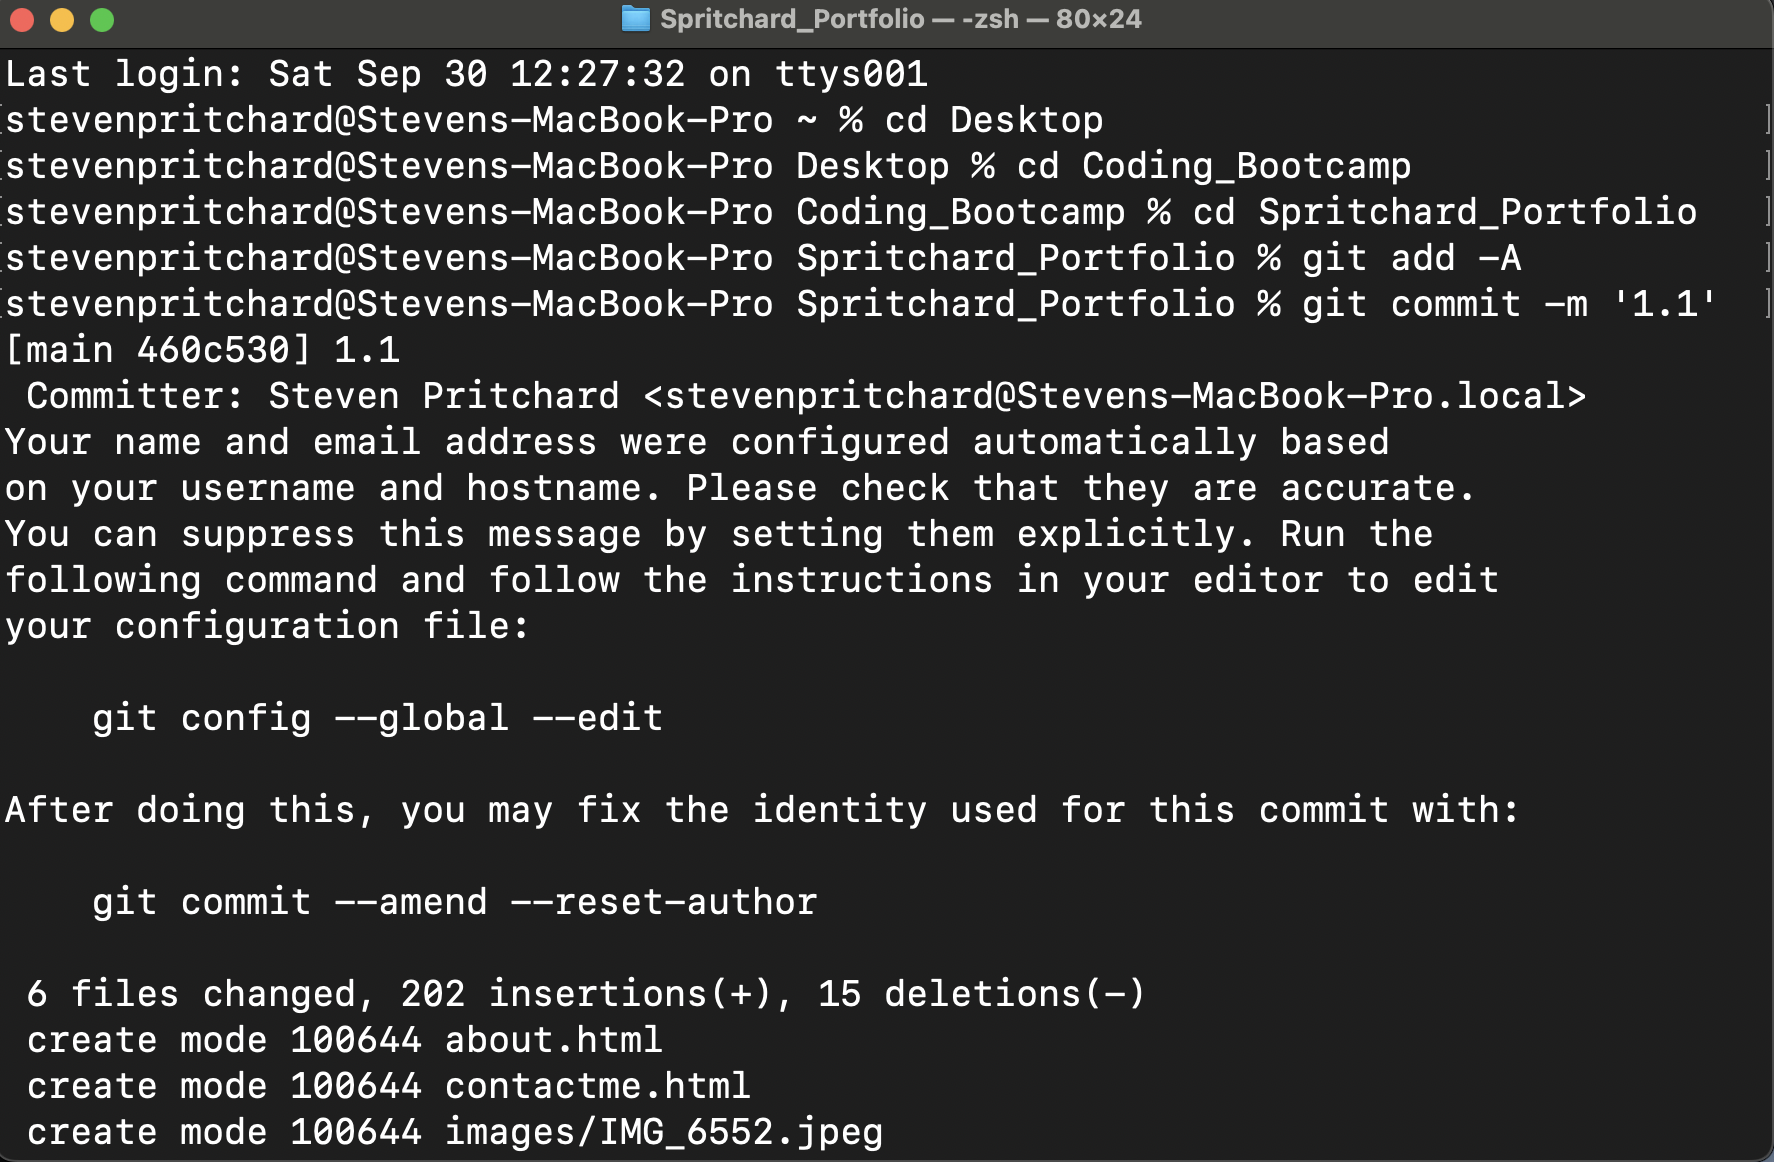 Spritchard_Portfolio — -zsh — 80×24
Last login: Sat Sep 30 12:27:32 on ttys001
[stevenpritchard@Stevens-MacBook-Pro ~ % cd Desktop ]
[stevenpritchard@Stevens-MacBook-Pro Desktop % cd Coding_Bootcamp ]
[stevenpritchard@Stevens-MacBook-Pro Coding_Bootcamp % cd Spritchard_Portfolio ]
[stevenpritchard@Stevens-MacBook-Pro Spritchard_Portfolio % git add -A ]
[stevenpritchard@Stevens-MacBook-Pro Spritchard_Portfolio % git commit -m '1.1' ]
[main 460c530] 1.1
 Committer: Steven Pritchard <stevenpritchard@Stevens-MacBook-Pro.local>
Your name and email address were configured automatically based
on your username and hostname. Please check that they are accurate.
You can suppress this message by setting them explicitly. Run the
following command and follow the instructions in your editor to edit
your configuration file:
    git config --global --edit
After doing this, you may fix the identity used for this commit with:
    git commit --amend --reset-author
 6 files changed, 202 insertions(+), 15 deletions(-)
 create mode 100644 about.html
 create mode 100644 contactme.html
 create mode 100644 images/IMG_6552.jpeg